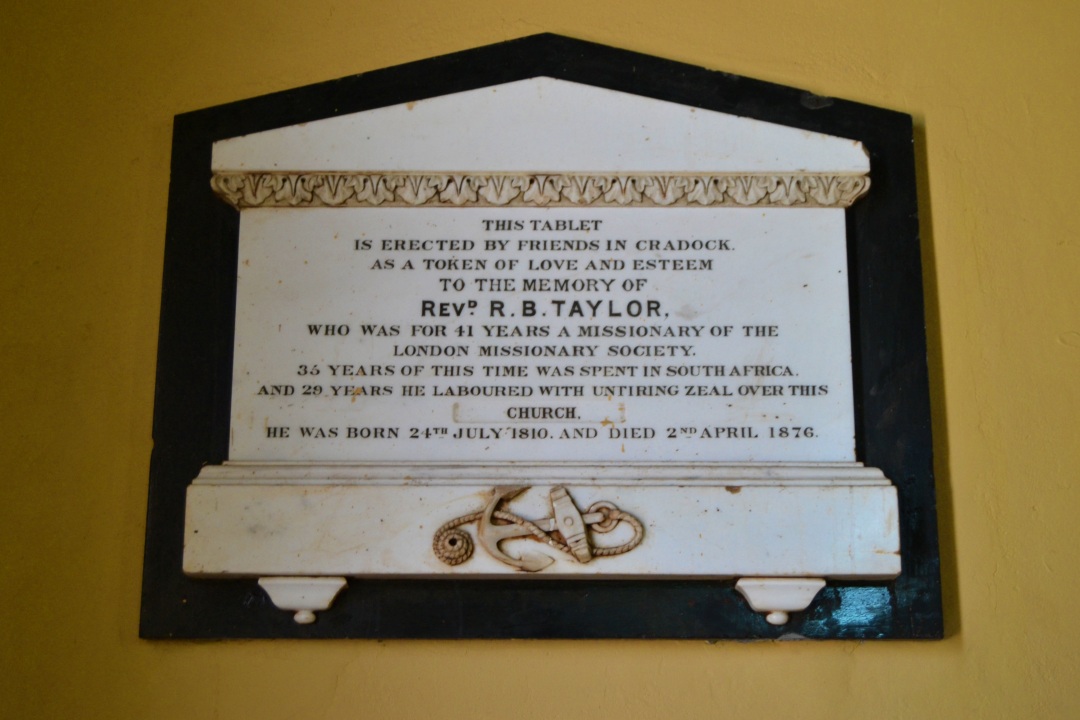 THIS TABLET
IS ERECTED BY FRIENDS IN CRADOCK.
AS A TOKEN OF LOVE AND ESTEEM
TO THE MEMORY OF
REVD. R. B. TAYLOR,
WHO WAS FOR 41 YEARS A MISSIONARY OF THE
LONDON MISSIONARY SOCIETY.
35 YEARS OF THIS TIME WAS SPENT IN SOUTH AFRICA.
AND 29 YEARS HE LABOURED WITH UNTIRING ZEAL OVER THIS
CHURCH.
HE WAS BORN 24TH JULY 1810. AND DIED 2ND APRIL 1876.